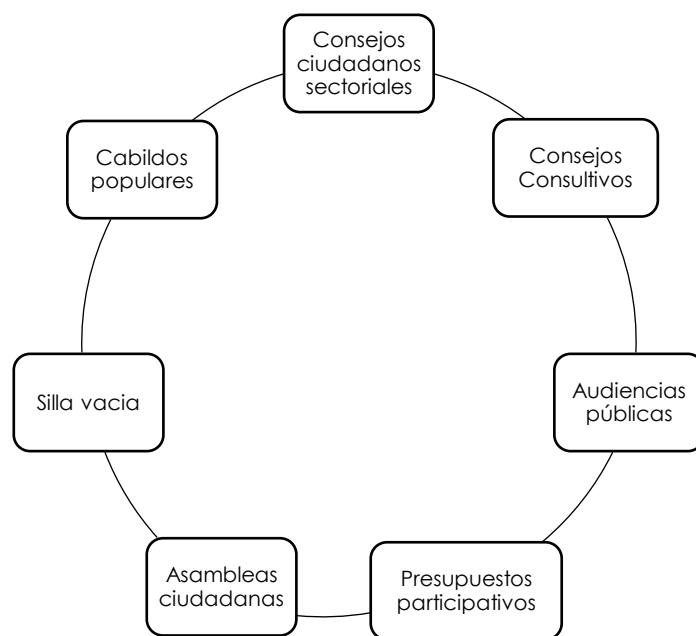 Consejos
ciudadanos
sectoriales
Consejos
Consultivos
Audiencias
públicas
Presupuestos
participativos
Asambleas
ciudadanas
Silla vacia
Cabildos
populares